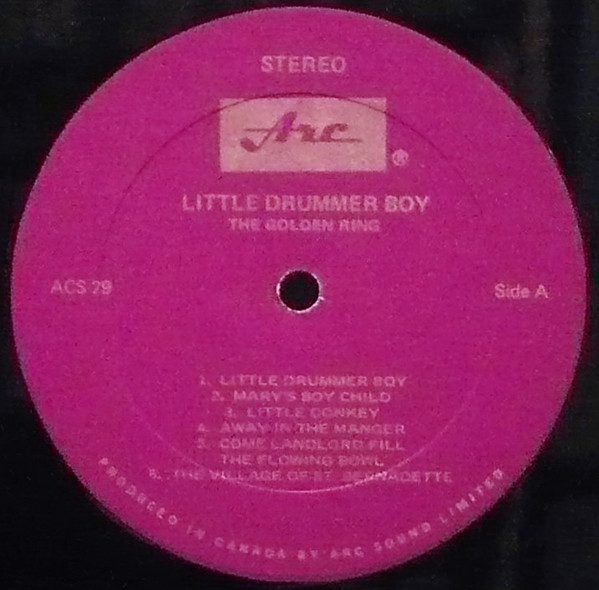 STEREO
Arc
®
LITTLE DRUMMER BOY
THE GOLDEN RING
ACS 29
Side A
1. LITTLE DRUMMER BOY
2. MARY'S BOY CHILD
3. LITTLE DONKEY
4. AWAY IN THE MANGER
5. COME LANDLORD FILL
THE FLOWING BOWL
6. THE VILLAGE OF ST. BERNADETTE
PRODUCED IN CANADA BY ARC SOUND LIMITED